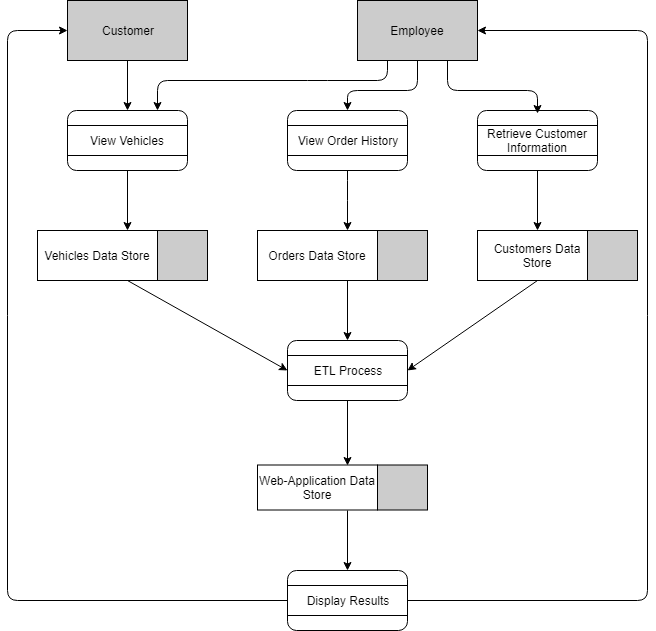 Customer
Employee
View Vehicles
View Order History
Retrieve Customer
Information
Vehicles Data Store
Orders Data Store
Customers Data
Store
ETL Process
Web-Application Data
Store
Display Results